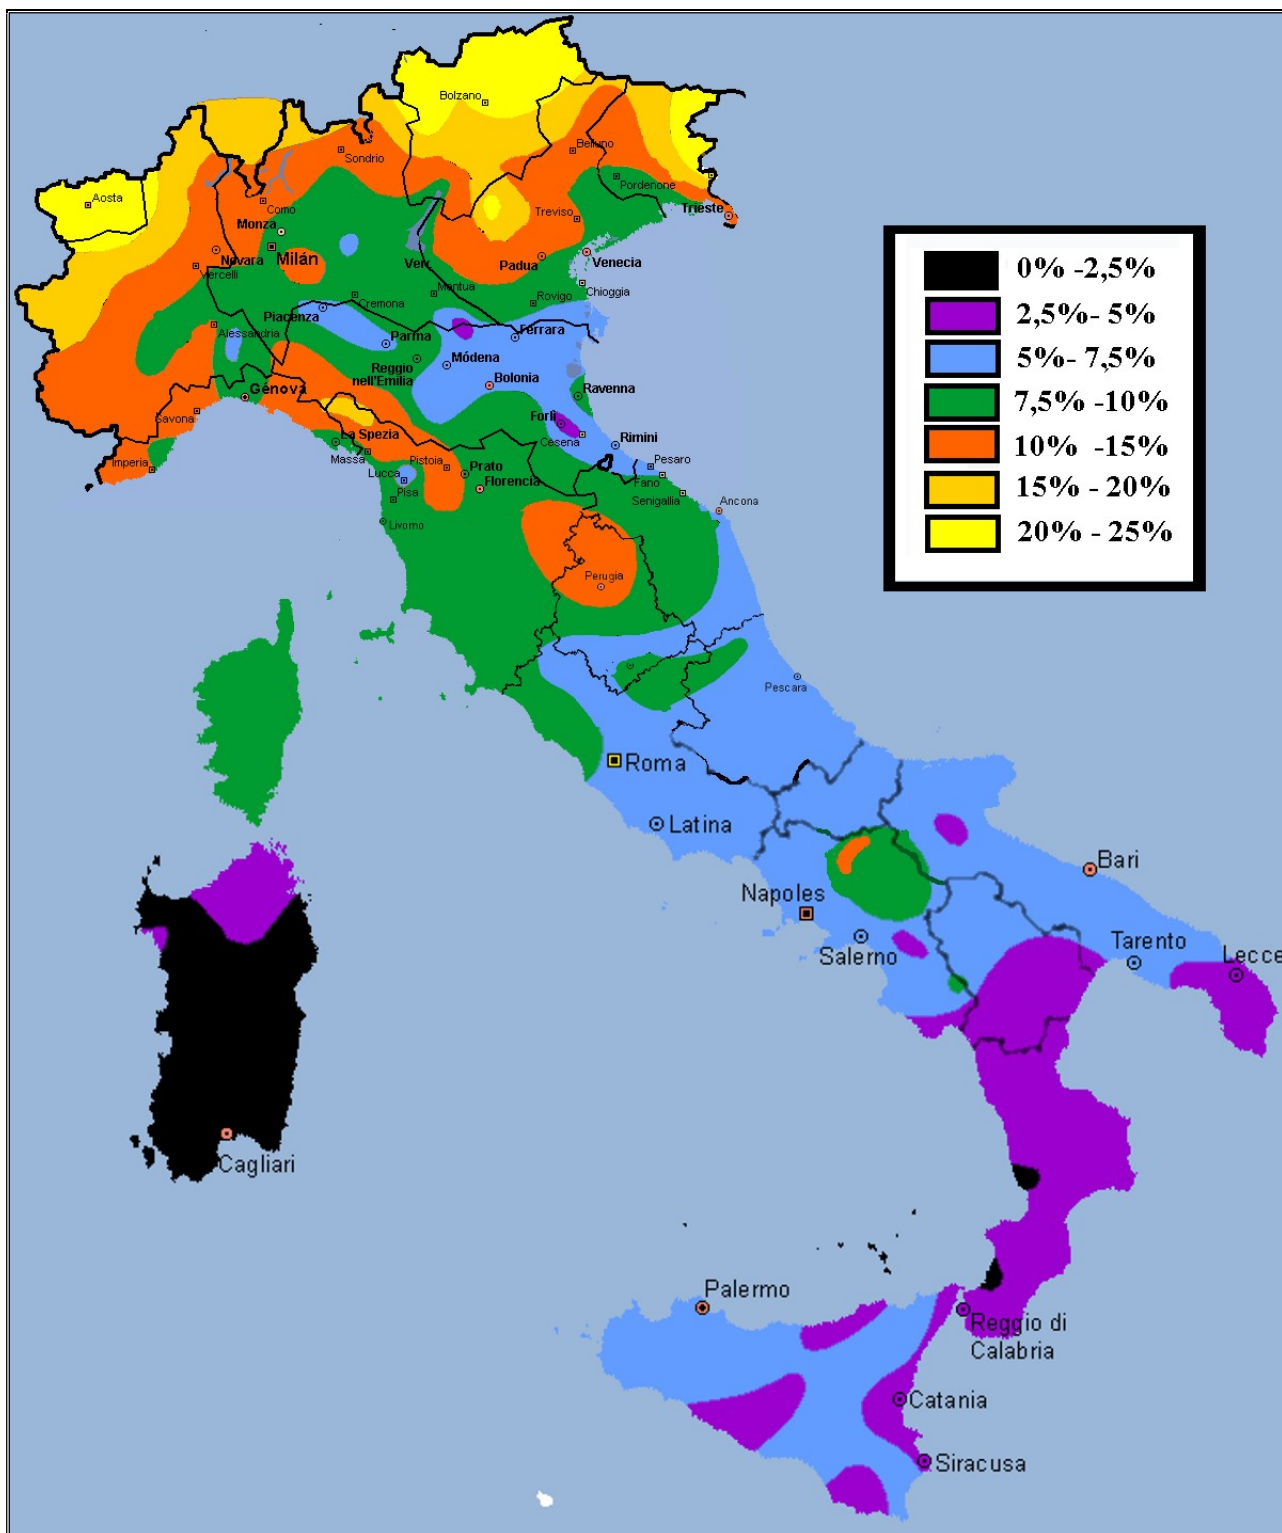 Bolzano
Sondrio
Belluno
Pordenone
Aosta
Como
Monza
Treviso
Trieste
Novara
Milán
Vercelli
Padua
Venecia
Ver.
Mantua
Chioggia
Cremona
Rovigo
Piacenza
Alessandria
Parma
Ferrara
Reggio
nell'Emilia
Módena
Bolonia
Génova
Ravenna
Savona
Forlì
Cesena
Rimini
La Spezia
Massa
Imperia
Pistoia
Prato
Pesaro
Lucca
Florencia
Fano
Pisa
Senigallia
Ancona
Livorno
Perugia
Pescara
Roma
Latina
Bari
Napoles
Salerno
Tarento
Lecce
Cagliari
Palermo
Reggio di
Calabria
Catania
Siracusa
0% -2,5%
2,5%- 5%
5%- 7,5%
7,5% -10%
10% -15%
15% - 20%
20% - 25%